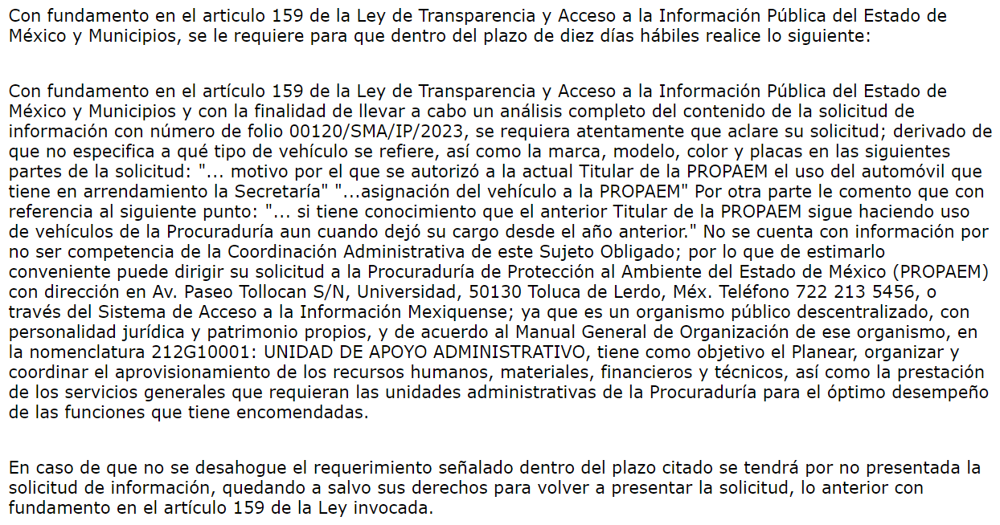 Con fundamento en el articulo 159 de la Ley de Transparencia y Acceso a la Información Pública del Estado de
México y Municipios, se le requiere para que dentro del plazo de diez días hábiles realice lo siguiente:
Con fundamento en el artículo 159 de la Ley de Transparencia y Acceso a la Información Pública del Estado de
México y Municipios y con la finalidad de llevar a cabo un análisis completo del contenido de la solicitud de
información con número de folio 00120/SMA/IP/2023, se requiera atentamente que aclare su solicitud; derivado de
que no especifica a qué tipo de vehículo se refiere, así como la marca, modelo, color y placas en las siguientes
partes de la solicitud: "... motivo por el que se autorizó a la actual Titular de la PROPAEM el uso del automóvil que
tiene en arrendamiento la Secretaría" "...asignación del vehículo a la PROPAEM" Por otra parte le comento que con
referencia al siguiente punto: "... si tiene conocimiento que el anterior Titular de la PROPAEM sigue haciendo uso
de vehículos de la Procuraduría aun cuando dejó su cargo desde el año anterior." No se cuenta con información por
no ser competencia de la Coordinación Administrativa de este Sujeto Obligado; por lo que de estimarlo
conveniente puede dirigir su solicitud a la Procuraduría de Protección al Ambiente del Estado de México (PROPAEM)
con dirección en Av. Paseo Tollocan S/N, Universidad, 50130 Toluca de Lerdo, Méx. Teléfono 722 213 5456, o
través del Sistema de Acceso a la Información Mexiquense; ya que es un organismo público descentralizado, con
personalidad jurídica y patrimonio propios, y de acuerdo al Manual General de Organización de ese organismo, en
la nomenclatura 212G10001: UNIDAD DE APOYO ADMINISTRATIVO, tiene como objetivo el Planear, organizar y
coordinar el aprovisionamiento de los recursos humanos, materiales, financieros y técnicos, así como la prestación
de los servicios generales que requieran las unidades administrativas de la Procuraduría para el óptimo desempeño
de las funciones que tiene encomendadas.
En caso de que no se desahogue el requerimiento señalado dentro del plazo citado se tendrá por no presentada la
solicitud de información, quedando a salvo sus derechos para volver a presentar la solicitud, lo anterior con
fundamento en el artículo 159 de la Ley invocada.